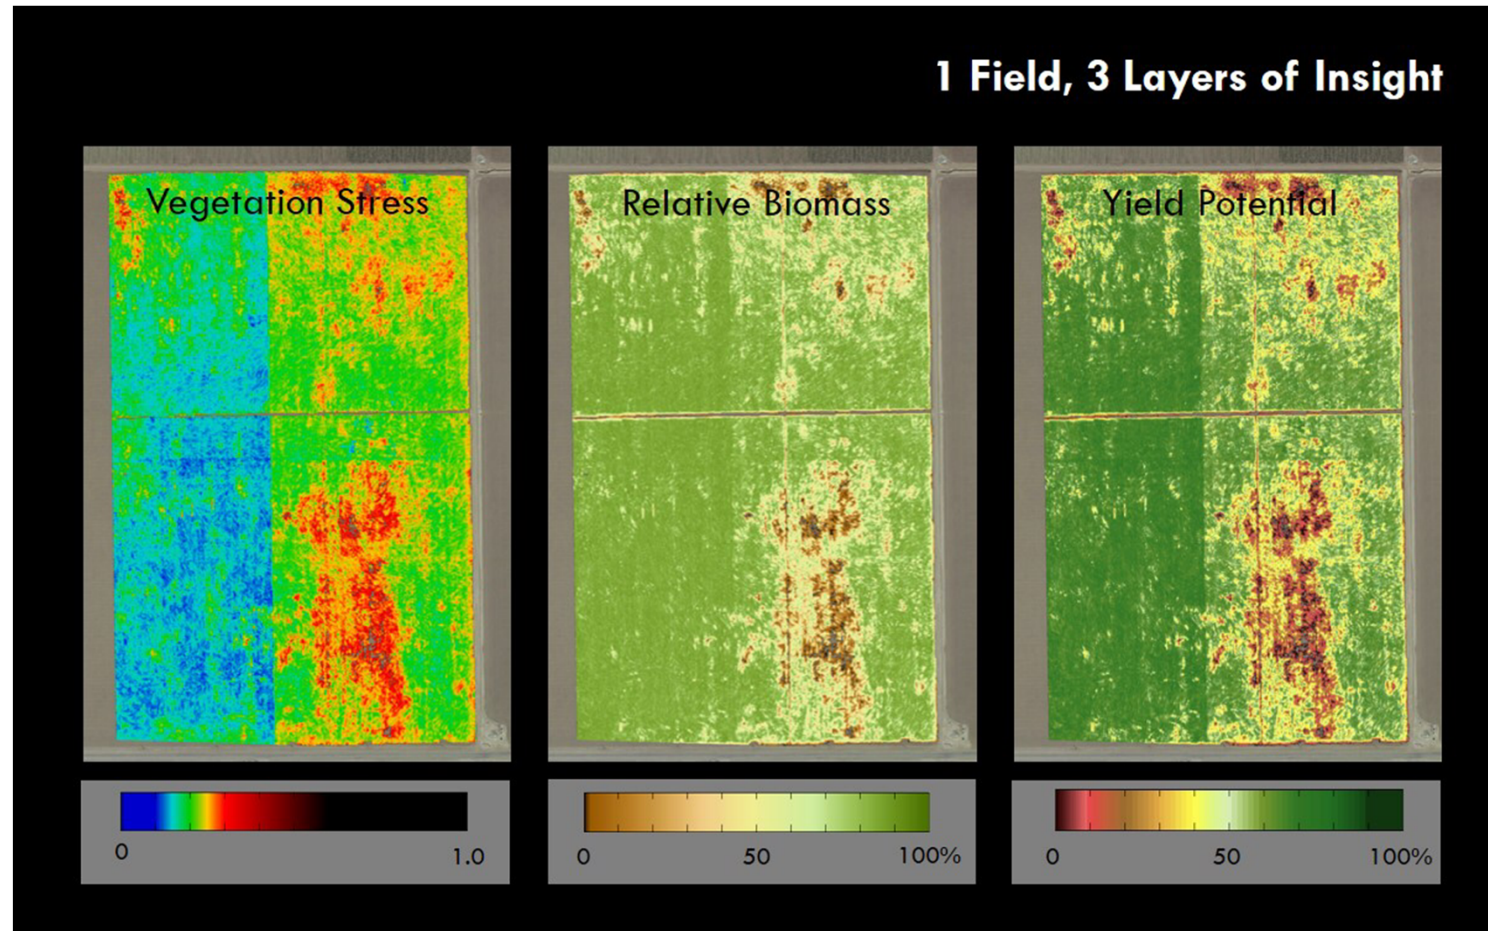 1 Field, 3 Layers of Insight
Vegetation Stress
Relative Biomass
Yield Potential
0
1.0
0
50
100%
0
50
100%